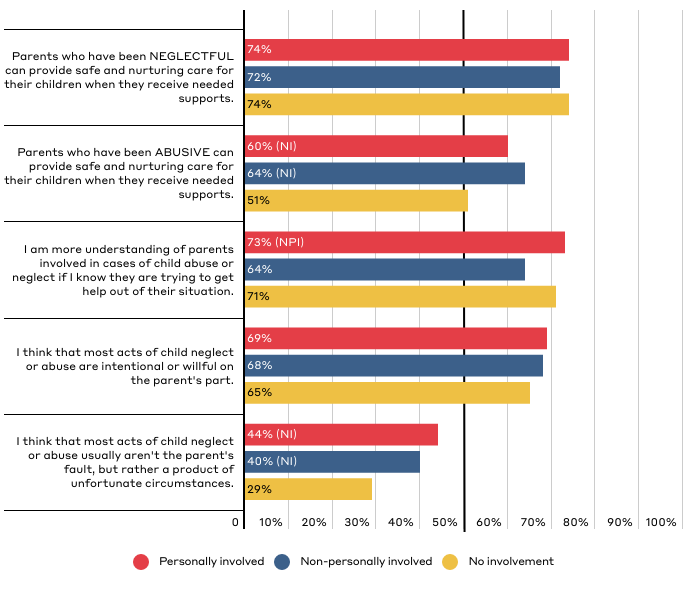 Parents who have been NEGLECTFUL
can provide safe and nurturing care for
their children when they receive needed
supports.
74%
72%
74%
Parents who have been ABUSIVE can
provide safe and nurturing care for
their children when they receive needed
supports.
60% (NI)
64% (NI)
51%
I am more understanding of parents
involved in cases of child abuse or
neglect if I know they are trying to get
help out of their situation.
73% (NPI)
64%
71%
I think that most acts of child neglect
or abuse are intentional or willful on
the parent's part.
69%
68%
65%
I think that most acts of child neglect
or abuse usually aren't the parent's
fault, but rather a product of
unfortunate circumstances.
44% (NI)
40% (NI)
29%
0 10% 20% 30% 40% 50% 60% 70% 80% 90% 100%
Personally involved Non-personally involved No involvement